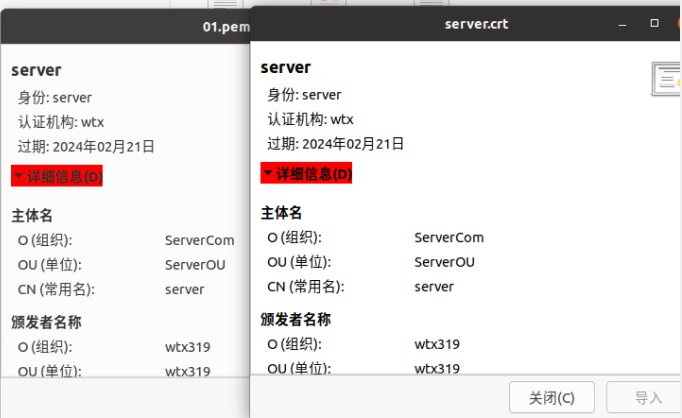 01.pem
server
身份: server
认证机构: wtx
过期: 2024年02月21日
详细信息(D)
主体名
O (组织): ServerCom
OU (单位): ServerOU
CN (常用名): server
颁发者名称
O (组织): wtx319
OU (单位): wtx319
server.crt
server
身份: server
认证机构: wtx
过期: 2024年02月21日
详细信息(D)
主体名
O (组织): ServerCom
OU (单位): ServerOU
CN (常用名): server
颁发者名称
O (组织): wtx319
OU (单位): wtx319
关闭(C) 导入